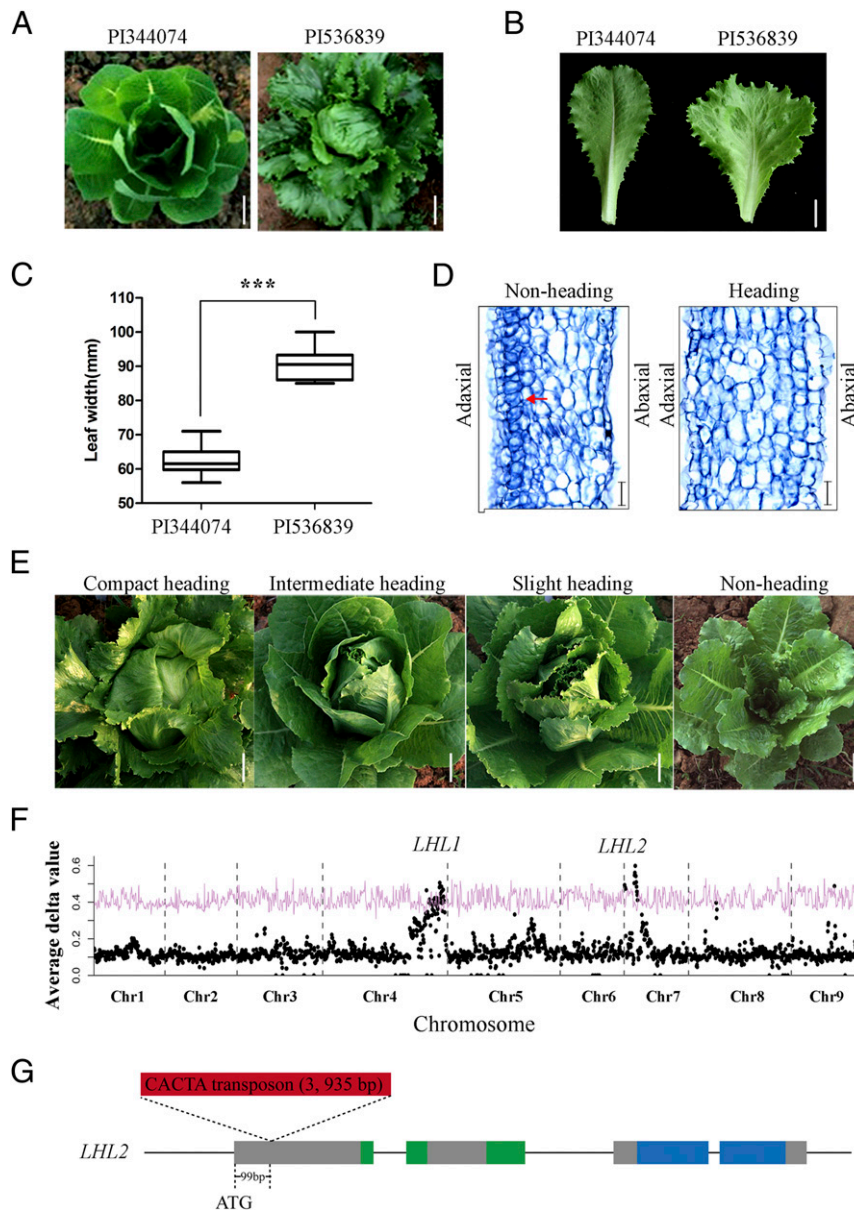 A
PI344074 PI536839
B
PI344074 PI536839
C
***
110
100
90
80
70
60
50
Leaf width(mm)
PI344074 PI536839
D
Non-heading Heading
Adaxial
Abaxial
Adaxial
Abaxial
E
Compact heading Intermediate heading Slight heading Non-heading
F
LHL1 LHL2
0.6
0.4
0.2
0.0
Average delta value
Chr1 Chr2 Chr3 Chr4 Chr5 Chr6 Chr7 Chr8 Chr9
Chromosome
G
CACTA transposon (3, 935 bp)
LHL2
99bp
ATG